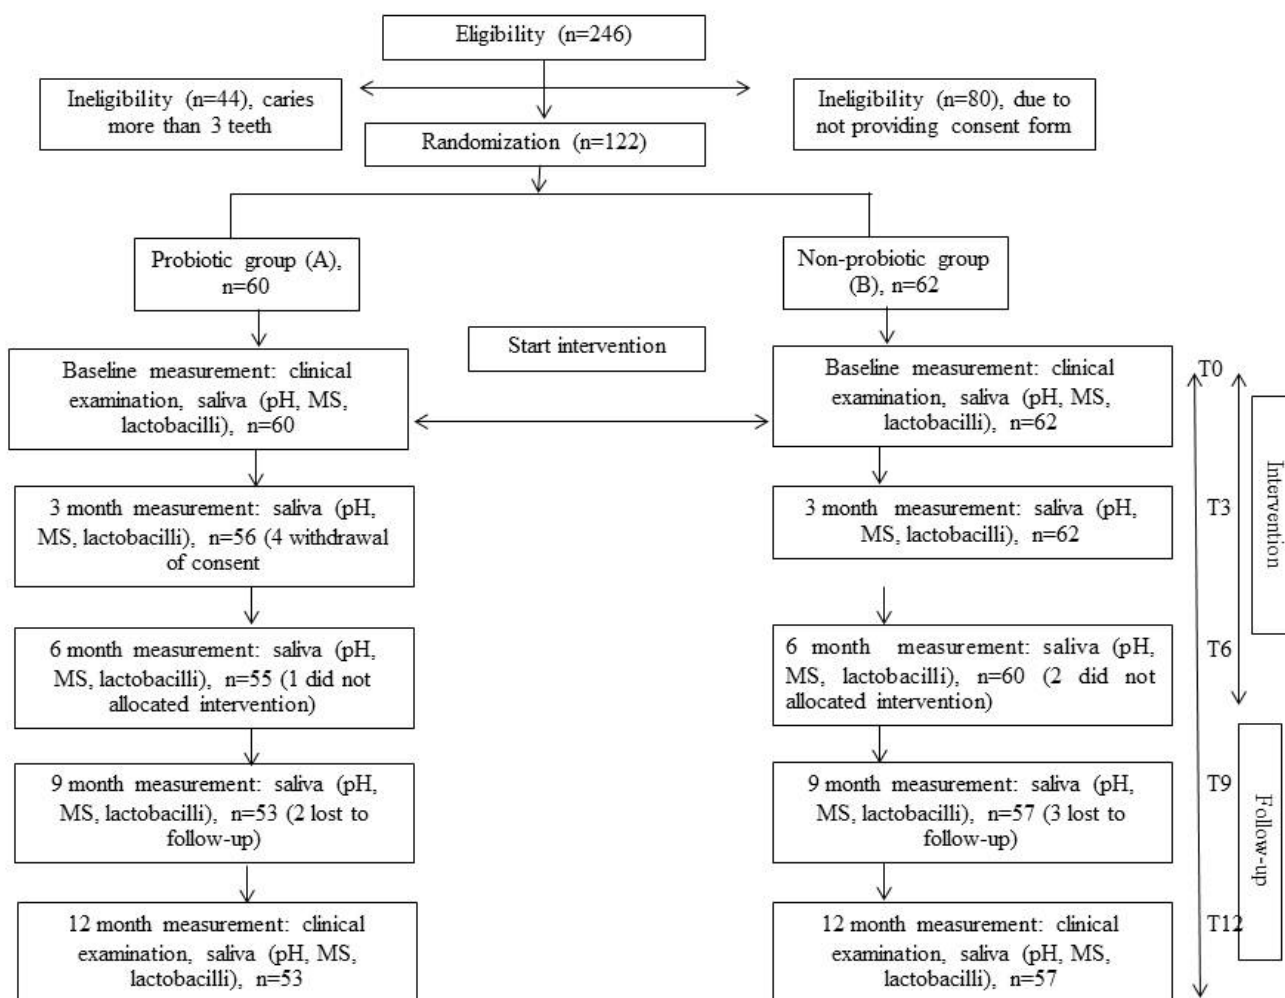 Eligibility (n=246)
Ineligibility (n=44), caries
more than 3 teeth
Ineligibility (n=80), due to
not providing consent form
Randomization (n=122)
Probiotic group (A),
n=60
Non-probiotic group
(B), n=62
Start intervention
Baseline measurement: clinical
examination, saliva (pH, MS,
lactobacilli), n=60
Baseline measurement: clinical
examination, saliva (pH, MS,
lactobacilli), n=62
T0
3 month measurement: saliva (pH,
MS, lactobacilli), n=56 (4 withdrawal
of consent
3 month measurement: saliva (pH,
MS, lactobacilli), n=62
T3
Intervention
6 month measurement: saliva (pH,
MS, lactobacilli), n=55 (1 did not
allocated intervention)
6 month measurement: saliva (pH,
MS, lactobacilli), n=60 (2 did not
allocated intervention)
T6
9 month measurement: saliva (pH,
MS, lactobacilli), n=53 (2 lost to
follow-up)
9 month measurement: saliva (pH,
MS, lactobacilli), n=57 (3 lost to
follow-up)
T9
Follow-up
12 month measurement: clinical
examination, saliva (pH, MS,
lactobacilli), n=53
12 month measurement: clinical
examination, saliva (pH, MS,
lactobacilli), n=57
T12